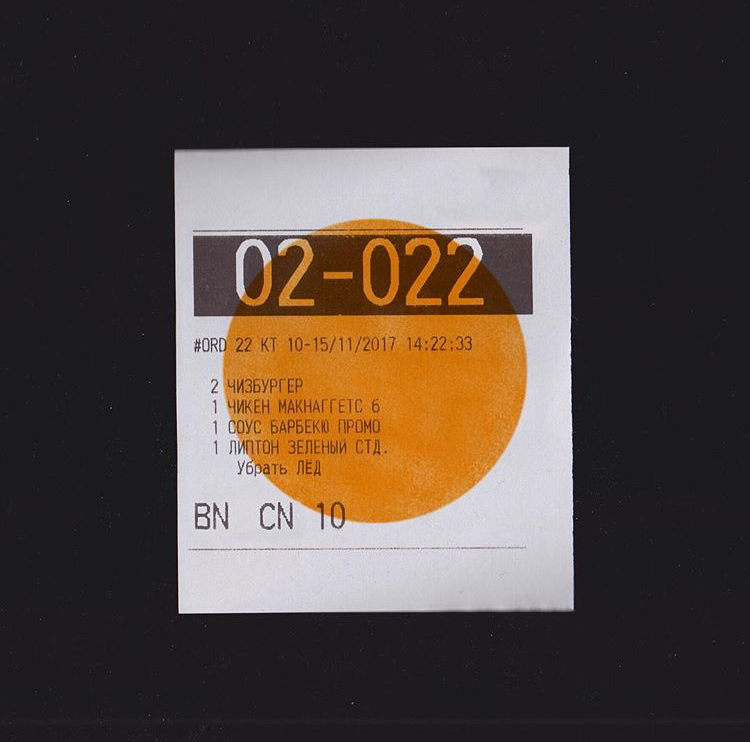 02-022
#ORD 22 KT 10-15/11/2017 14:22:33
2 ЧИЗБУРГЕР
1 ЧИКЕН МАКНАГГЕТС 6
1 СОУС БАРБЕКЮ ПРОМО
1 ЛИПТОН ЗЕЛЕНЫЙ СТД.
Убрать ЛЁД
BN CN 10